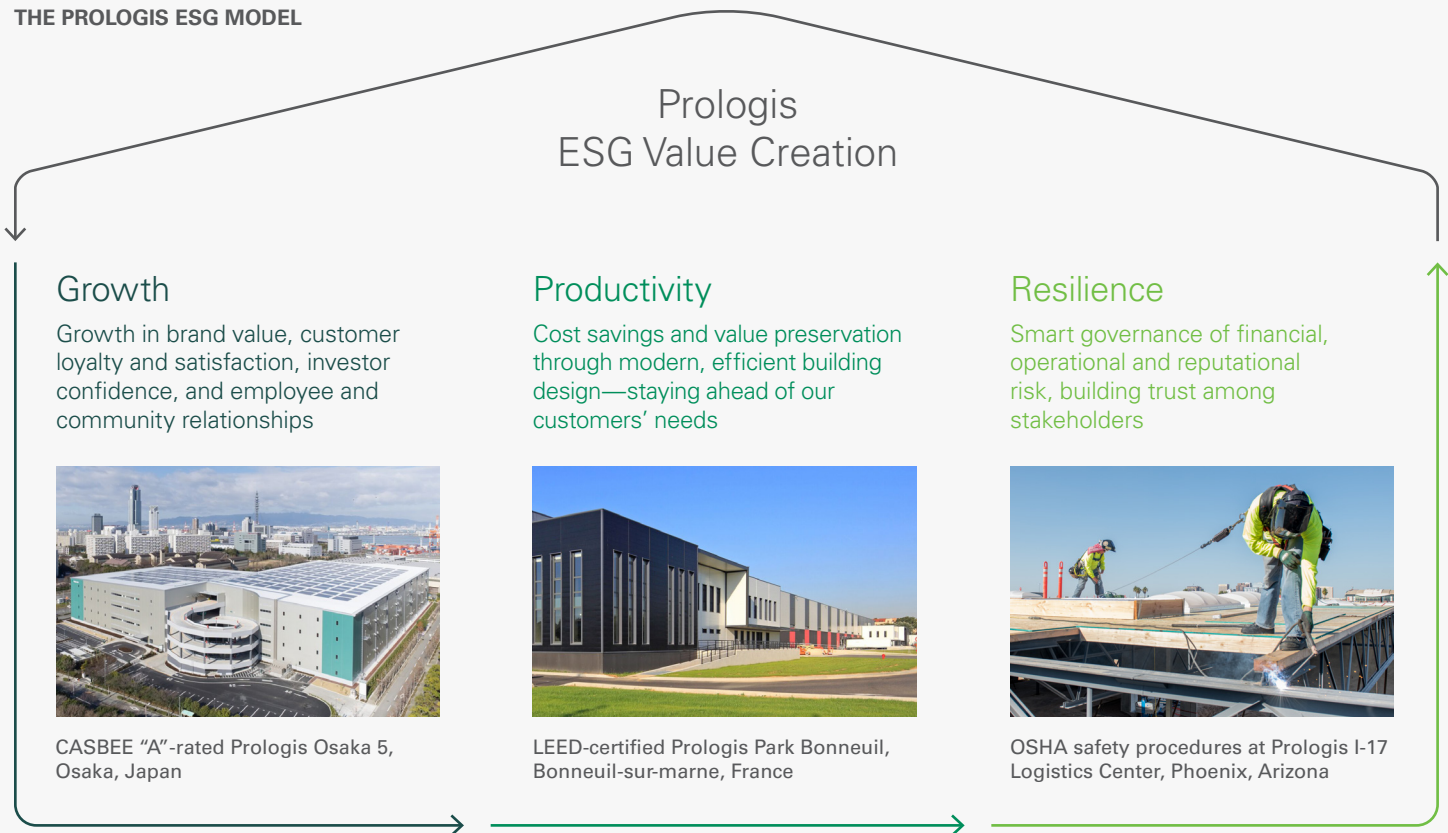 THE PROLOGIS ESG MODEL
Prologis
ESG Value Creation
Growth
Growth in brand value, customer
loyalty and satisfaction, investor
confidence, and employee and
community relationships
CASBEE “A”-rated Prologis Osaka 5,
Osaka, Japan
Productivity
Cost savings and value preservation
through modern, efficient building
design—staying ahead of our
customers’ needs
LEED-certified Prologis Park Bonneuil,
Bonneuil-sur-marne, France
Resilience
Smart governance of financial,
operational and reputational
risk, building trust among
stakeholders
OSHA safety procedures at Prologis I-17
Logistics Center, Phoenix, Arizona